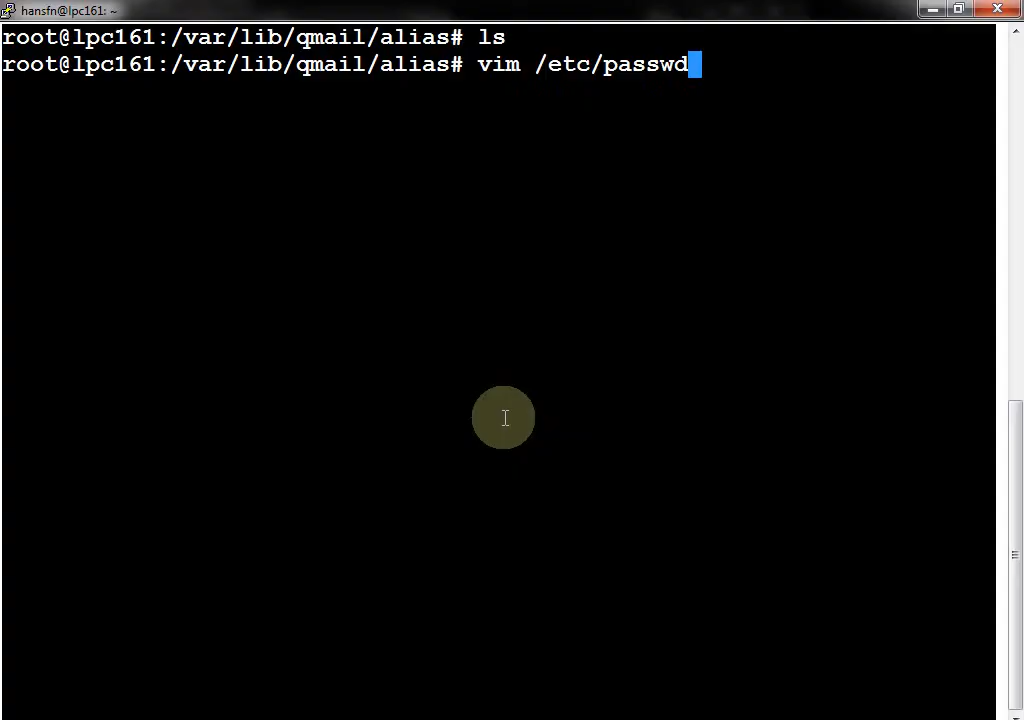 hansfn@lpc161: ~
root@lpc161:/var/lib/qmail/alias# ls
root@lpc161:/var/lib/qmail/alias# vim /etc/passwd